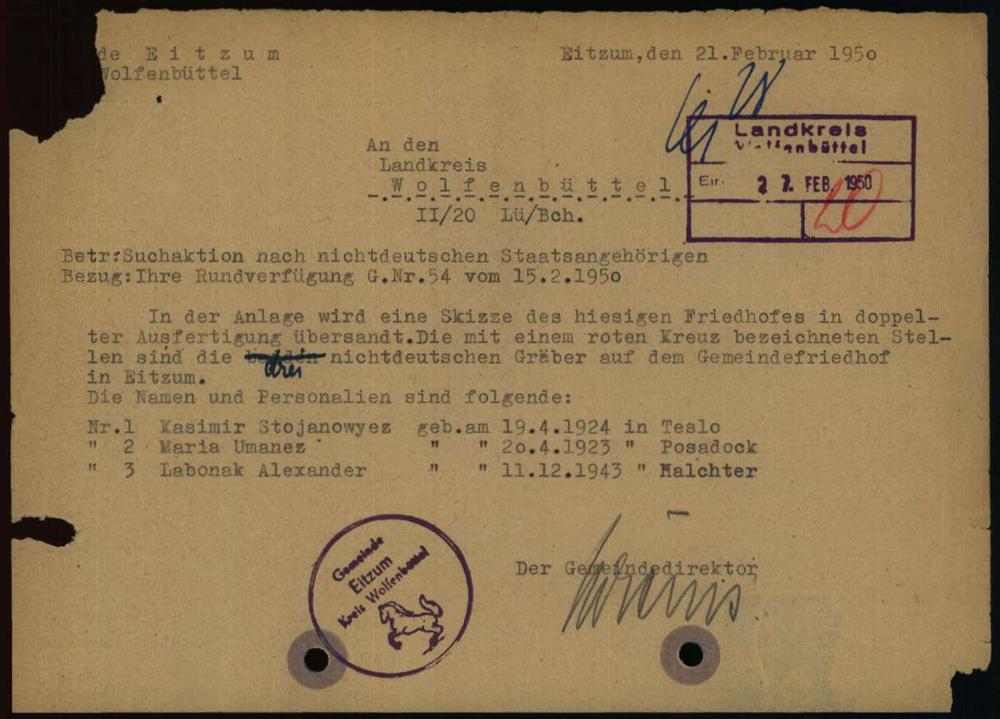 de E i t z u m
Wolfenbüttel
Eitzum,den 21.Februar 1950
An den
Landkreis
W o l f e n b ü t t e l
II/20 Lü/Bch.
Landkreis
Wolfenbüttel
Ein. 2 7. FEB. 1950
20
Betr:Suchaktion nach nichtdeutschen Staatsangehörigen
Bezug:Ihre Rundverfügung G.Nr.54 vom 15.2.1950
In der Anlage wird eine Skizze des hiesigen Friedhofes in doppel-
ter Ausfertigung übersandt.Die mit einem roten Kreuz bezeichneten Stel-
len sind die drei nichtdeutschen Gräber auf dem Gemeindefriedhof
in Eitzum.
Die Namen und Personalien sind folgende:
Nr.1 Kasimir Stojanowyez geb.am 19.4.1924 in Teslo
" 2 Maria Umanez " " 20.4.1923 " Posadock
" 3 Labonak Alexander " " 11.12.1943 " Halchter
Gemeinde
Eitzum
Kreis Wolfenbüttel
Der Gemeindedirektor